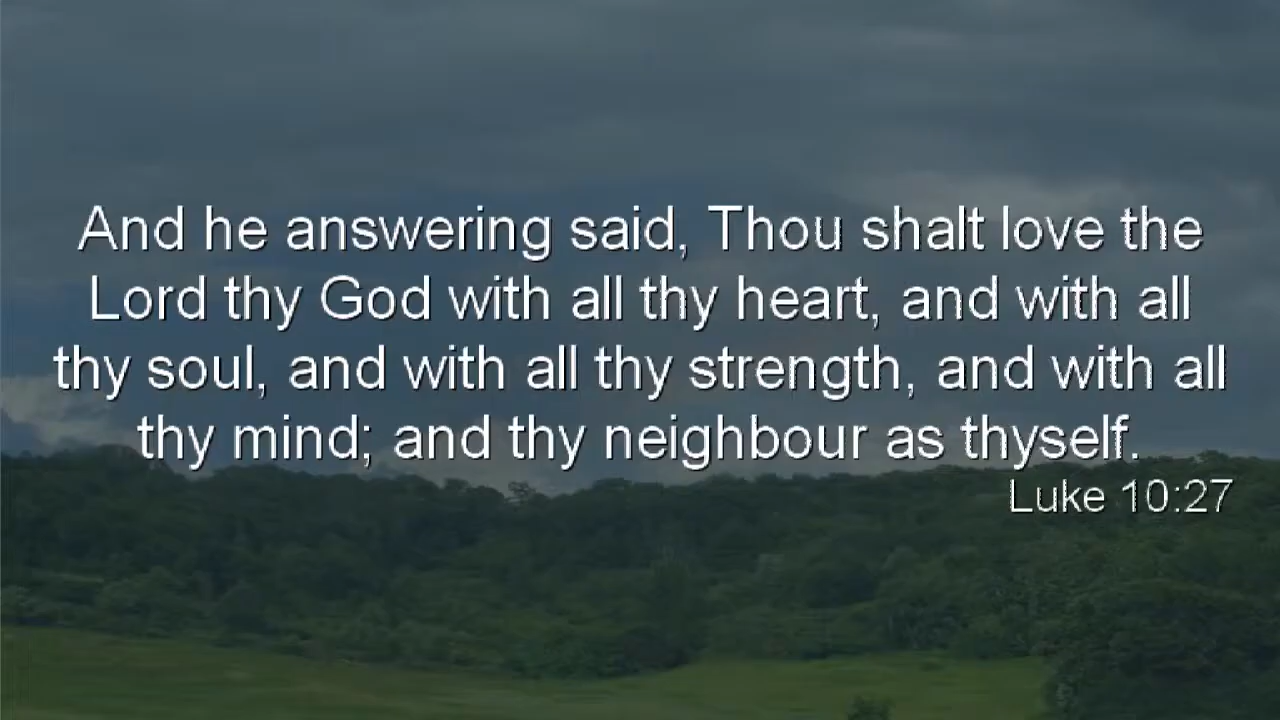 And he answering said, Thou shalt love the
Lord thy God with all thy heart, and with all
thy soul, and with all thy strength, and with all
thy mind; and thy neighbour as thyself.
Luke 10:27